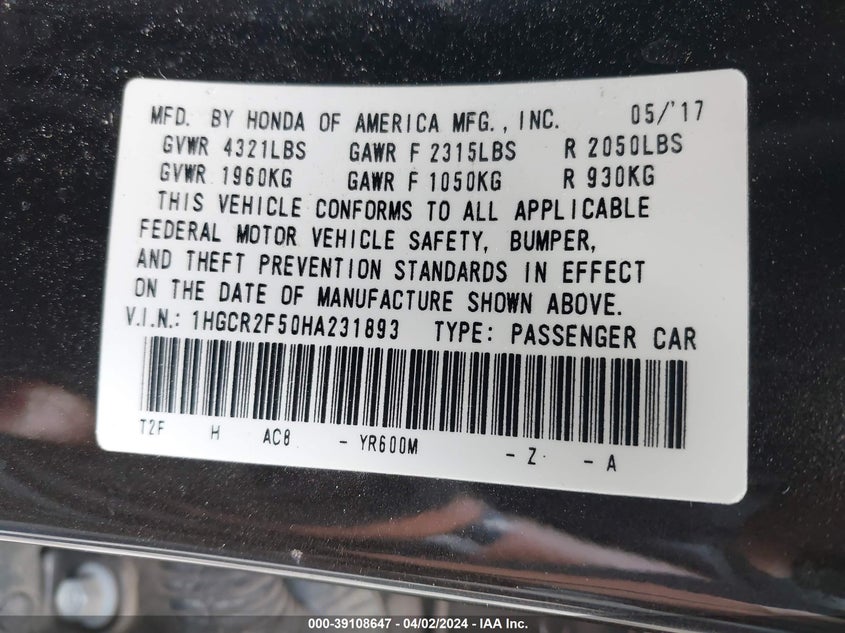 MFD. BY HONDA OF AMERICA MFG., INC. 05/'17
GVWR 4321LBS GAWR F 2315LBS R 2050LBS
GVWR 1960KG GAWR F 1050KG R 930KG
THIS VEHICLE CONFORMS TO ALL APPLICABLE
FEDERAL MOTOR VEHICLE SAFETY, BUMPER,
AND THEFT PREVENTION STANDARDS IN EFFECT
ON THE DATE OF MANUFACTURE SHOWN ABOVE.
V.I.N.: 1HGCR2F50HA231893 TYPE: PASSENGER CAR
T2F H AC8 - YR600M - Z - A
000-39108647 / 04/02/2024 - IAA Inc.